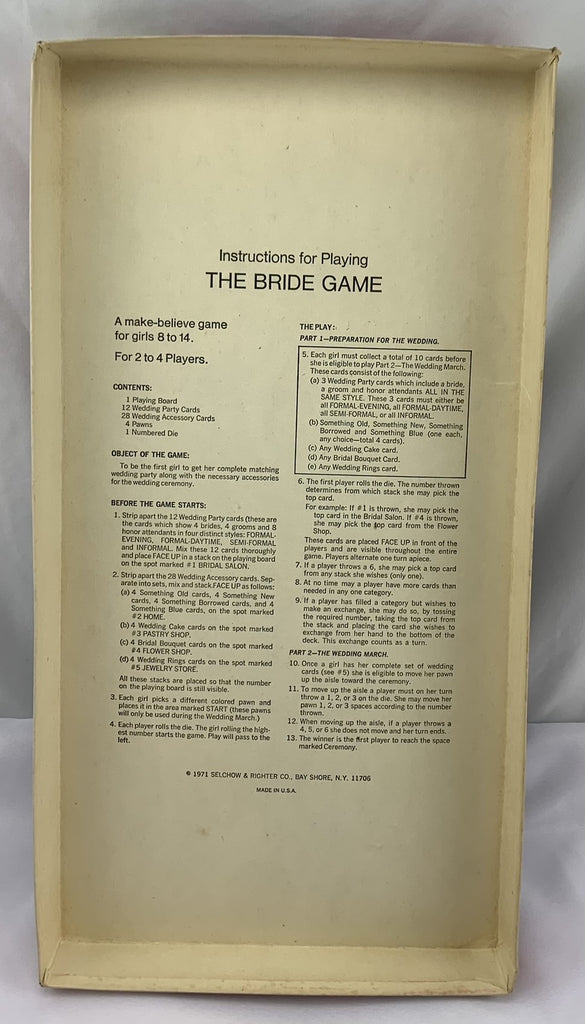 Instructions for Playing
THE BRIDE GAME
A make-believe game
for girls 8 to 14.
For 2 to 4 Players.
CONTENTS:
1 Playing Board
12 Wedding Party Cards
28 Wedding Accessory Cards
4 Pawns
1 Numbered Die
OBJECT OF THE GAME:
To be the first girl to get her complete matching
wedding party along with the necessary accessories
for the wedding ceremony.
BEFORE THE GAME STARTS:
1. Strip apart the 12 Wedding Party cards (these are
the cards which show 4 brides, 4 grooms and 8
honor attendants in four distinct styles: FORMAL-
EVENING, FORMAL-DAYTIME, SEMI-FORMAL
and INFORMAL. Mix these 12 cards thoroughly
and place FACE UP in a stack on the playing board
on the spot marked #1 BRIDAL SALON.
2. Strip apart the 28 Wedding Accessory cards. Sep-
arate into sets, mix and stack FACE UP as follows:
(a) 4 Something Old cards, 4 Something New
cards, 4 Something Borrowed cards, and 4
Something Blue cards, on the spot marked
#2 HOME.
(b) 4 Wedding Cake cards on the spot marked
#3 PASTRY SHOP.
(c) 4 Bridal Bouquet cards on the spot marked
#4 FLOWER SHOP.
(d) 4 Wedding Rings cards on the spot marked
#5 JEWELRY STORE.
All these stacks are placed so that the number
on the playing board is still visible.
3. Each girl picks a different colored pawn and
places it in the area marked START (these pawns
will only be used during the Wedding March.)
4. Each player rolls the die. The girl rolling the high-
est number starts the game. Play will pass to the
left.
THE PLAY:
PART 1—PREPARATION FOR THE WEDDING.
5. Each girl must collect a total of 10 cards before
she is eligible to play Part 2—The Wedding March.
These cards consist of the following:
(a) 3 Wedding Party cards which include a bride,
a groom and honor attendants ALL IN THE
SAME STYLE. These 3 cards must either be
all FORMAL-EVENING, all FORMAL-DAYTIME,
all SEMI-FORMAL, or all INFORMAL.
(b) Something Old, Something New, Something
Borrowed and Something Blue (one each,
any choice—total 4 cards).
(c) Any Wedding Cake card.
(d) Any Bridal Bouquet Card.
(e) Any Wedding Rings card.
6. The first player rolls the die. The number thrown
determines from which stack she may pick the
top card.
For example: If #1 is thrown, she may pick the
top card in the Bridal Salon. If #4 is thrown,
she may pick the top card from the Flower
Shop.
These cards are placed FACE UP in front of the
players and are visible throughout the entire
game. Players alternate one turn apiece.
7. If a player throws a 6, she may pick a top card
from any stack she wishes (only one).
8. At no time may a player have more cards than
needed in any one category.
9. If a player has filled a category but wishes to
make an exchange, she may do so, by tossing
the required number, taking the top card from
the stack and placing the card she wishes to
exchange from her hand to the bottom of the
deck. This exchange counts as a turn.
PART 2—THE WEDDING MARCH.
10. Once a girl has her complete set of wedding
cards (see #5) she is eligible to move her pawn
up the aisle toward the ceremony.
11. To move up the aisle a player must on her turn
throw a 1, 2, or 3 on the die. She may move her
pawn 1, 2, or 3 spaces according to the number
thrown.
12. When moving up the aisle, if a player throws a
4, 5, or 6 she does not move and her turn ends.
13. The winner is the first player to reach the space
marked Ceremony.
© 1971 SELCHOW & RIGHTER CO., BAY SHORE, N.Y. 11706
MADE IN U.S.A.